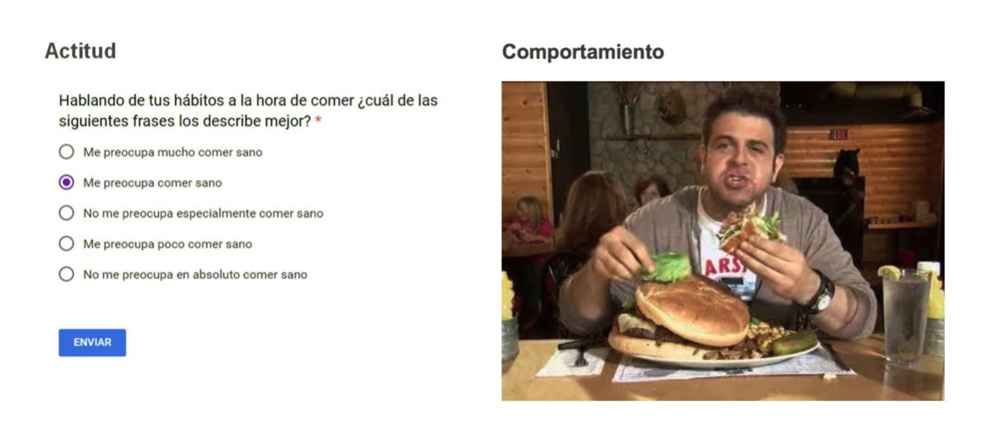 Actitud
Hablando de tus hábitos a la hora de comer ¿cuál de las
siguientes frases los describe mejor? *
Me preocupa mucho comer sano
Me preocupa comer sano
No me preocupa especialmente comer sano
Me preocupa poco comer sano
No me preocupa en absoluto comer sano
ENVIAR
Comportamiento
EXIT